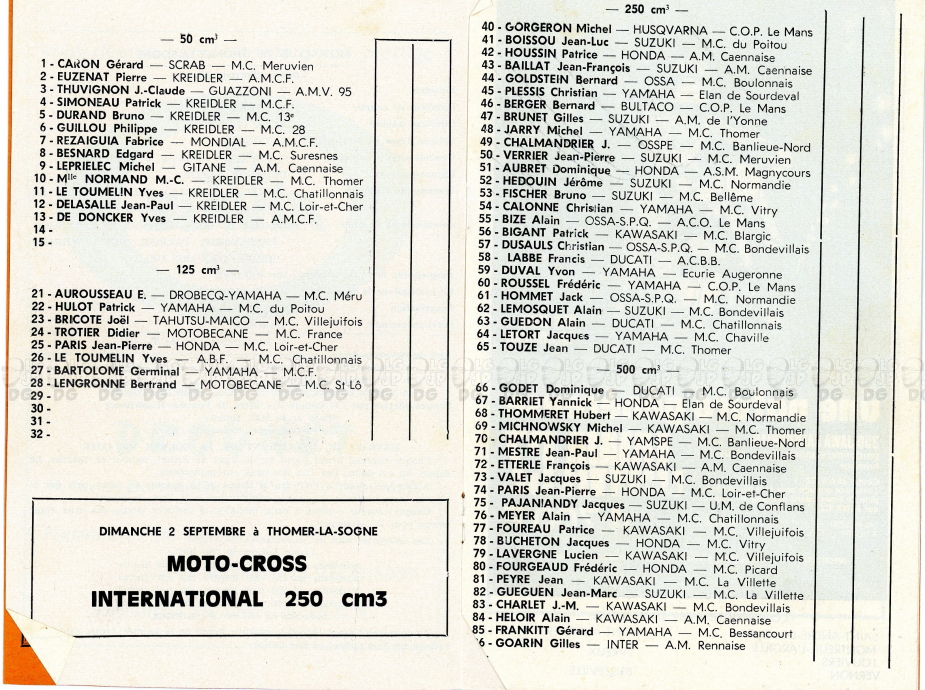 — 50 cm³ —
1 - CARON Gérard — SCRAB — M.C. Meruvien
2 - EUZENAT Pierre — KREIDLER — A.M.C.F.
3 - THUVIGNON J.-Claude — GUAZZONI — A.M.V. 95
4 - SIMONEAU Patrick — KREIDLER — M.C.F.
5 - DURAND Bruno — KREIDLER — M.C. 13ᵉ
6 - GUILLOU Philippe — KREIDLER — M.C. 28
7 - REZAIGUIA Fabrice — MONDIAL — A.M.C.F.
8 - BESNARD Edgard — KREIDLER — M.C. Suresnes
9 - LEPRIELEC Michel — GITANE — A.M. Caennaise
10 - Mˡˡᵉ NORMAND M.-C. — KREIDLER — M.C. Thomer
11 - LE TOUMELIN Yves — KREIDLER — M.C. Chatillonnais
12 - DELASALLE Jean-Paul — KREIDLER — M.C. Loir-et-Cher
13 - DE DONCKER Yves — KREIDLER — A.M.C.F.
14 -
15 -
— 125 cm³ —
21 - AUROUSSEAU E. — DROBECQ-YAMAHA — M.C. Méru
22 - HULOT Patrick — YAMAHA — M.C. du Poitou
23 - BRICOTE Joël — TAHUTSU-MAICO — M.C. Villejuifois
24 - TROTIER Didier — MOTOBECANE — M.C. France
25 - PARIS Jean-Pierre — HONDA — M.C. Loir-et-Cher
26 - LE TOUMELIN Yves — A.B.F. — M.C. Chatillonnais
27 - BARTOLOME Germinal — YAMAHA — M.C.F.
28 - LENGRONNE Bertrand — MOTOBECANE — M.C. St Lô
29 -
30 -
31 -
32 -
DIMANCHE 2 SEPTEMBRE à THOMER-LA-SOGNE
MOTO-CROSS
INTERNATIONAL 250 cm3
— 250 cm³ —
40 - GORGERON Michel — HUSQVARNA — C.O.P. Le Mans
41 - BOISSOU Jean-Luc — SUZUKI — M.C. du Poitou
42 - HOUSSIN Patrice — HONDA — A.M. Caennaise
43 - BAILLAT Jean-François — SUZUKI — A.M. Caennaise
44 - GOLDSTEIN Bernard — OSSA — M.C. Boulonnais
45 - PLESSIS Christian — YAMAHA — Elan de Sourdeval
46 - BERGER Bernard — BULTACO — C.O.P. Le Mans
47 - BRUNET Gilles — SUZUKI — A.M. de l'Yonne
48 - JARRY Michel — YAMAHA — M.C. Thomer
49 - CHALMANDRIER J. — OSSPE — M.C. Banlieue-Nord
50 - VERRIER Jean-Pierre — SUZUKI — M.C. Meruvien
51 - AUBRET Dominique — HONDA — A.S.M. Magnycours
52 - HEDOUIN Jérôme — SUZUKI — M.C. Normandie
53 - FISCHER Bruno — SUZUKI — M.C. Bellême
54 - CALONNE Christian — YAMAHA — M.C. Vitry
55 - BIZE Alain — OSSA-S.P.Q. — A.C.O. Le Mans
56 - BIGANT Patrick — KAWASAKI — M.C. Blargic
57 - DUSAULS Christian — OSSA-S.P.Q. — M.C. Bondevillais
58 - LABBE Francis — DUCATI — A.C.B.B.
59 - DUVAL Yvon — YAMAHA — Ecurie Augeronne
60 - ROUSSEL Frédéric — YAMAHA — C.O.P. Le Mans
61 - HOMMET Jack — OSSA-S.P.Q. — M.C. Normandie
62 - LEMOSQUET Alain — SUZUKI — M.C. Bondevillais
63 - GUEDON Alain — DUCATI — M.C. Chatillonnais
64 - LETORT Jacques — YAMAHA — M.C. Chaville
65 - TOUZE Jean — DUCATI — M.C. Thomer
— 500 cm³ —
66 - GODET Dominique — DUCATI — M.C. Boulonnais
67 - BARRIET Yannick — HONDA — Elan de Sourdeval
68 - THOMMERET Hubert — KAWASAKI — M.C. Normandie
69 - MICHNOWSKY Michel — KAWASAKI — M.C. Thomer
70 - CHALMANDRIER J. — YAMSPE — M.C. Banlieue-Nord
71 - MESTRE Jean-Paul — YAMAHA — M.C. Bondevillais
72 - ETTERLE François — KAWASAKI — A.M. Caennaise
73 - VALET Jacques — SUZUKI — M.C. Bondevillais
74 - PARIS Jean-Pierre — HONDA — M.C. Loir-et-Cher
75 - PAJANIANDY Jacques — SUZUKI — U.M. de Conflans
76 - MEYER Alain — YAMAHA — M.C. Chatillonnais
77 - FOUREAU Patrice — KAWASAKI — M.C. Villejuifois
78 - BUCHETON Jacques — HONDA — M.C. Vitry
79 - LAVERGNE Lucien — KAWASAKI — M.C. Villejuifois
80 - FOURGEAUD Frédéric — HONDA — M.C. Picard
81 - PEYRE Jean — KAWASAKI — M.C. La Villette
82 - GUEGUEN Jean-Marc — SUZUKI — M.C. La Villette
83 - CHARLET J.-M. — KAWASAKI — M.C. Bondevillais
84 - HELOIR Alain — KAWASAKI — A.M. Caennaise
85 - FRANKITT Gérard — YAMAHA — M.C. Bessancourt
6 - GOARIN Gilles — INTER — A.M. Rennaise